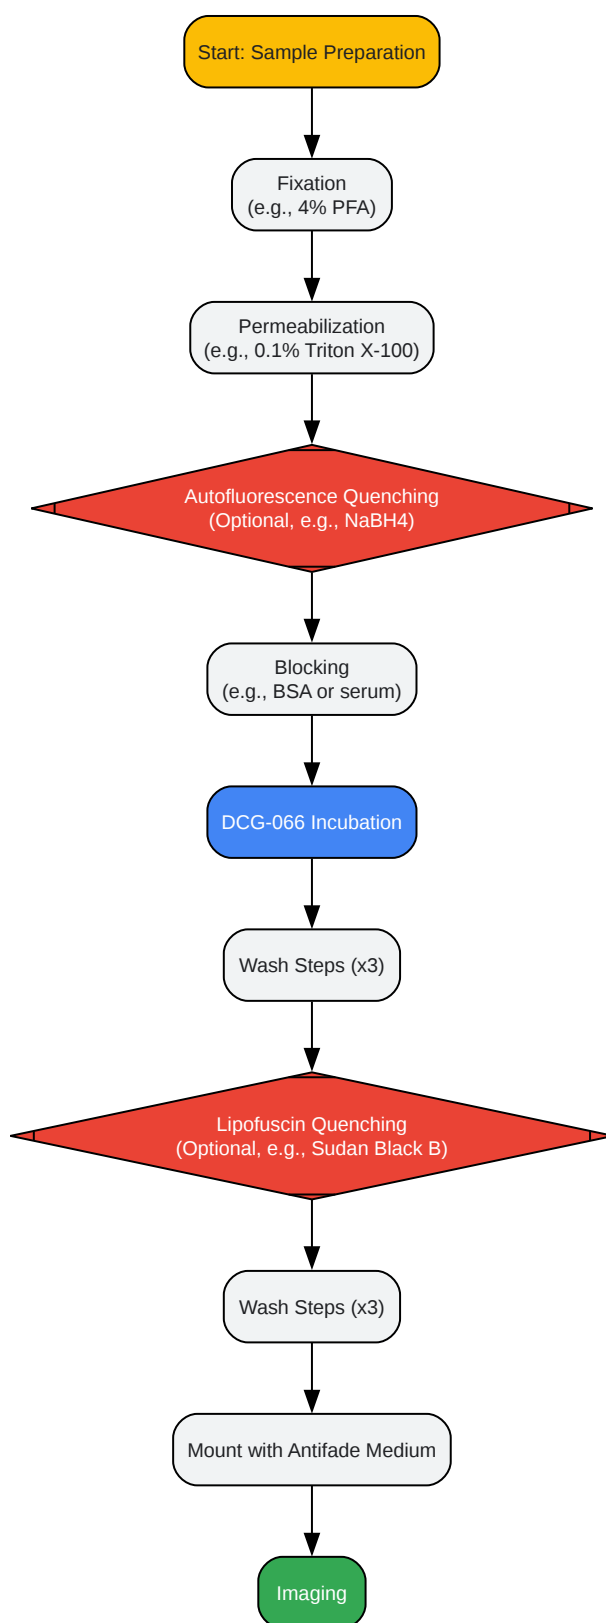 Start: Sample Preparation
Fixation
(e.g., 4% PFA)
Permeabilization
(e.g., 0.1% Triton X-100)
Autofluorescence Quenching
(Optional, e.g., NaBH4)
Blocking
(e.g., BSA or serum)
DCG-066 Incubation
Wash Steps (x3)
Lipofuscin Quenching
(Optional, e.g., Sudan Black B)
Wash Steps (x3)
Mount with Antifade Medium
Imaging